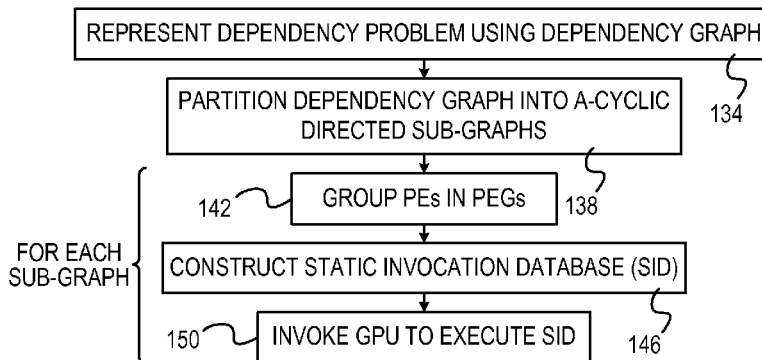 REPRESENT DEPENDENCY PROBLEM USING DEPENDENCY GRAPH
134
PARTITION DEPENDENCY GRAPH INTO A-CYCLIC
DIRECTED SUB-GRAPHS
138
142
GROUP PEs IN PEGs
FOR EACH
SUB-GRAPH
CONSTRUCT STATIC INVOCATION DATABASE (SID)
146
150
INVOKE GPU TO EXECUTE SID